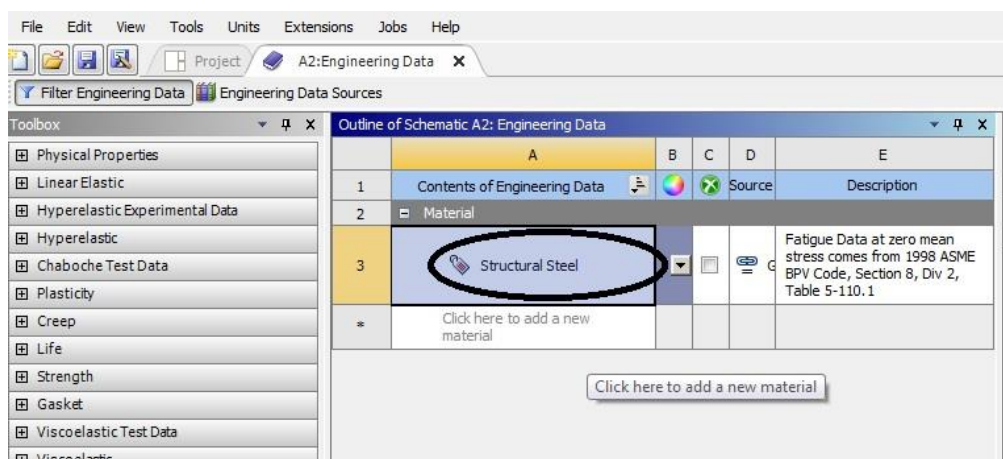 File Edit View Tools Units Extensions Jobs Help
Project A2:Engineering Data X
Filter Engineering Data Engineering Data Sources
Toolbox
Physical Properties
Linear Elastic
Hyperelastic Experimental Data
Hyperelastic
Chaboche Test Data
Plasticity
Creep
Life
Strength
Gasket
Viscoelastic Test Data
Viscoelastic
Outline of Schematic A2: Engineering Data
A B C D E
1 Contents of Engineering Data Source Description
2 Material
3 Structural Steel G
Fatigue Data at zero mean
stress comes from 1998 ASME
BPV Code, Section 8, Div 2,
Table 5-110.1
* Click here to add a new
material
Click here to add a new material